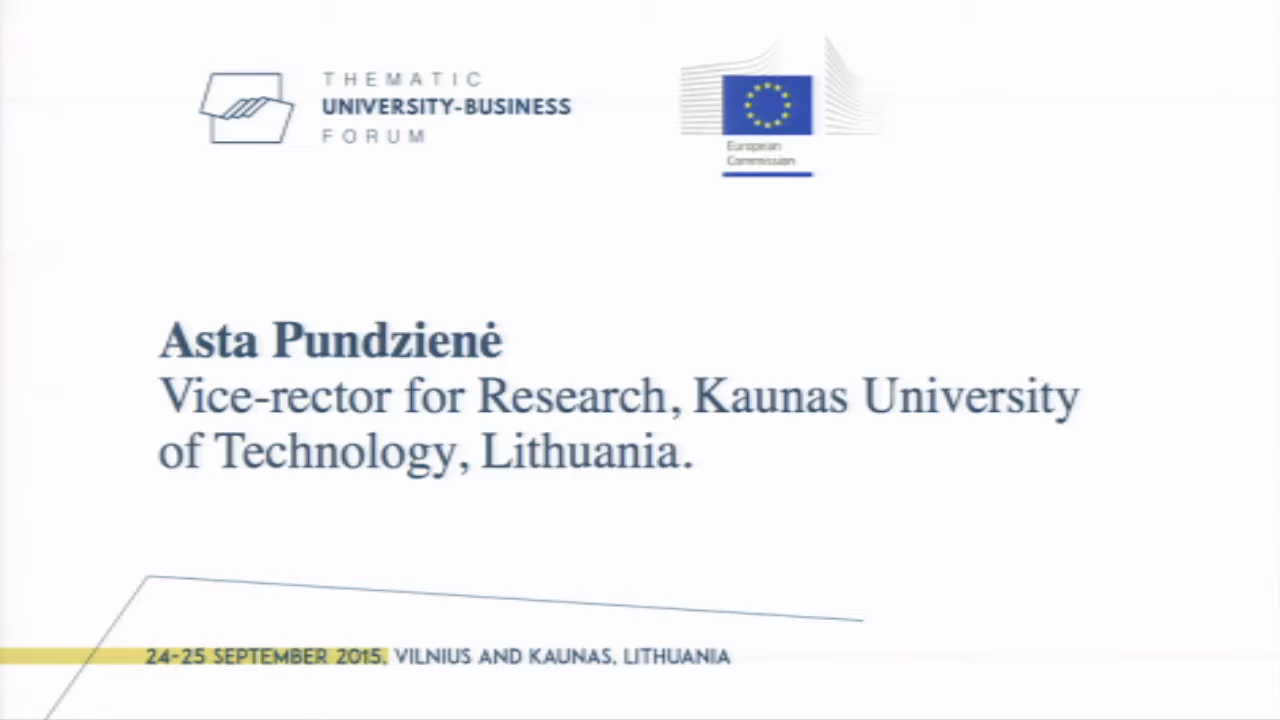 THEMATIC
UNIVERSITY-BUSINESS
FORUM
European
Commission
Asta Pundzienė
Vice-rector for Research, Kaunas University
of Technology, Lithuania.
24-25 SEPTEMBER 2015, VILNIUS AND KAUNAS, LITHUANIA